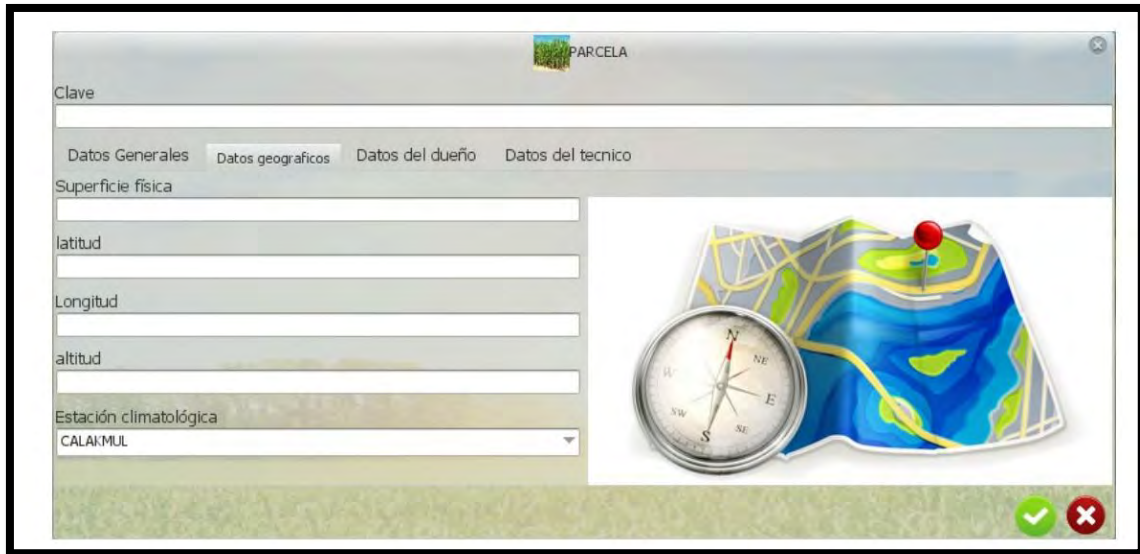 PARCELA
Clave
Datos Generales Datos geograficos Datos del dueño Datos del tecnico
Superficie física
latitud
Longitud
altitud
Estación climatológica
CALAKMUL
N
NE
E
SE
S
SW
W